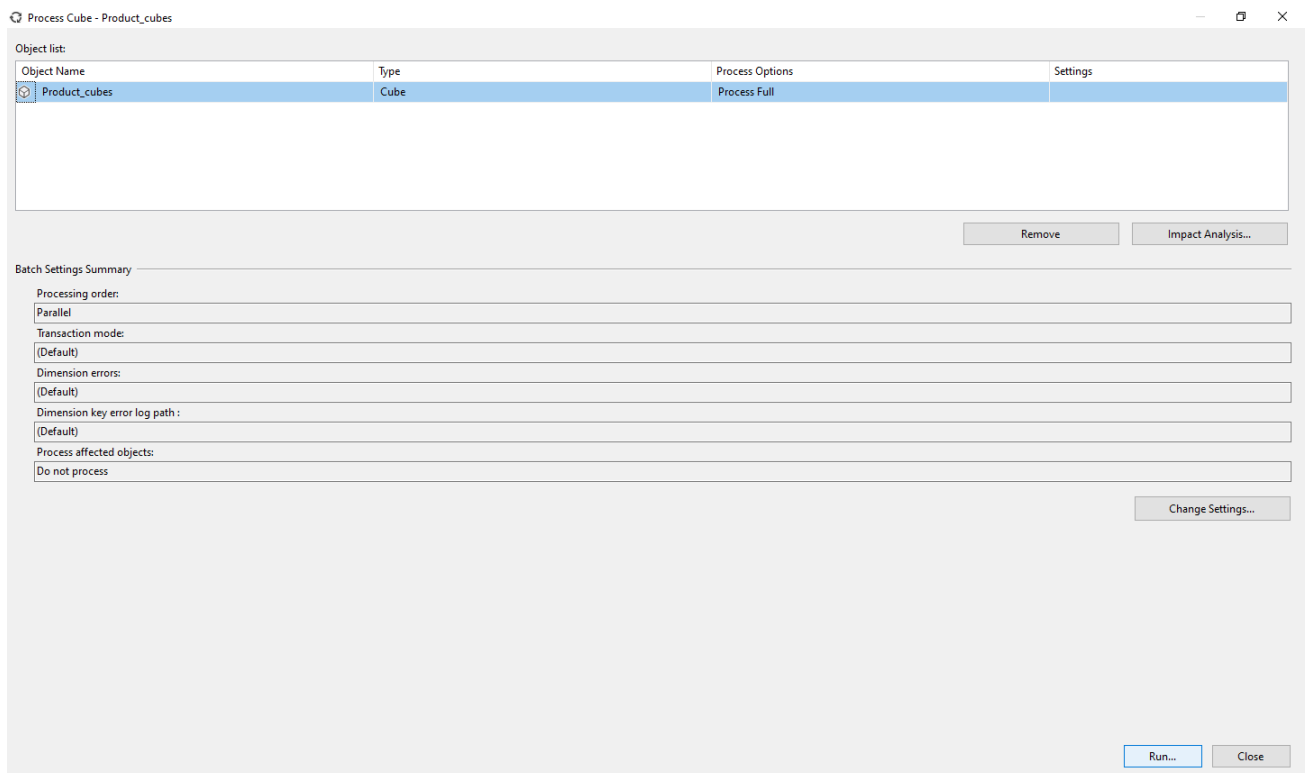 Process Cube - Product_cubes
Object list:
Object Name Type Process Options Settings
Product_cubes Cube Process Full
Remove Impact Analysis...
Batch Settings Summary
Processing order:
Parallel
Transaction mode:
(Default)
Dimension errors:
(Default)
Dimension key error log path :
(Default)
Process affected objects:
Do not process
Change Settings...
Run... Close